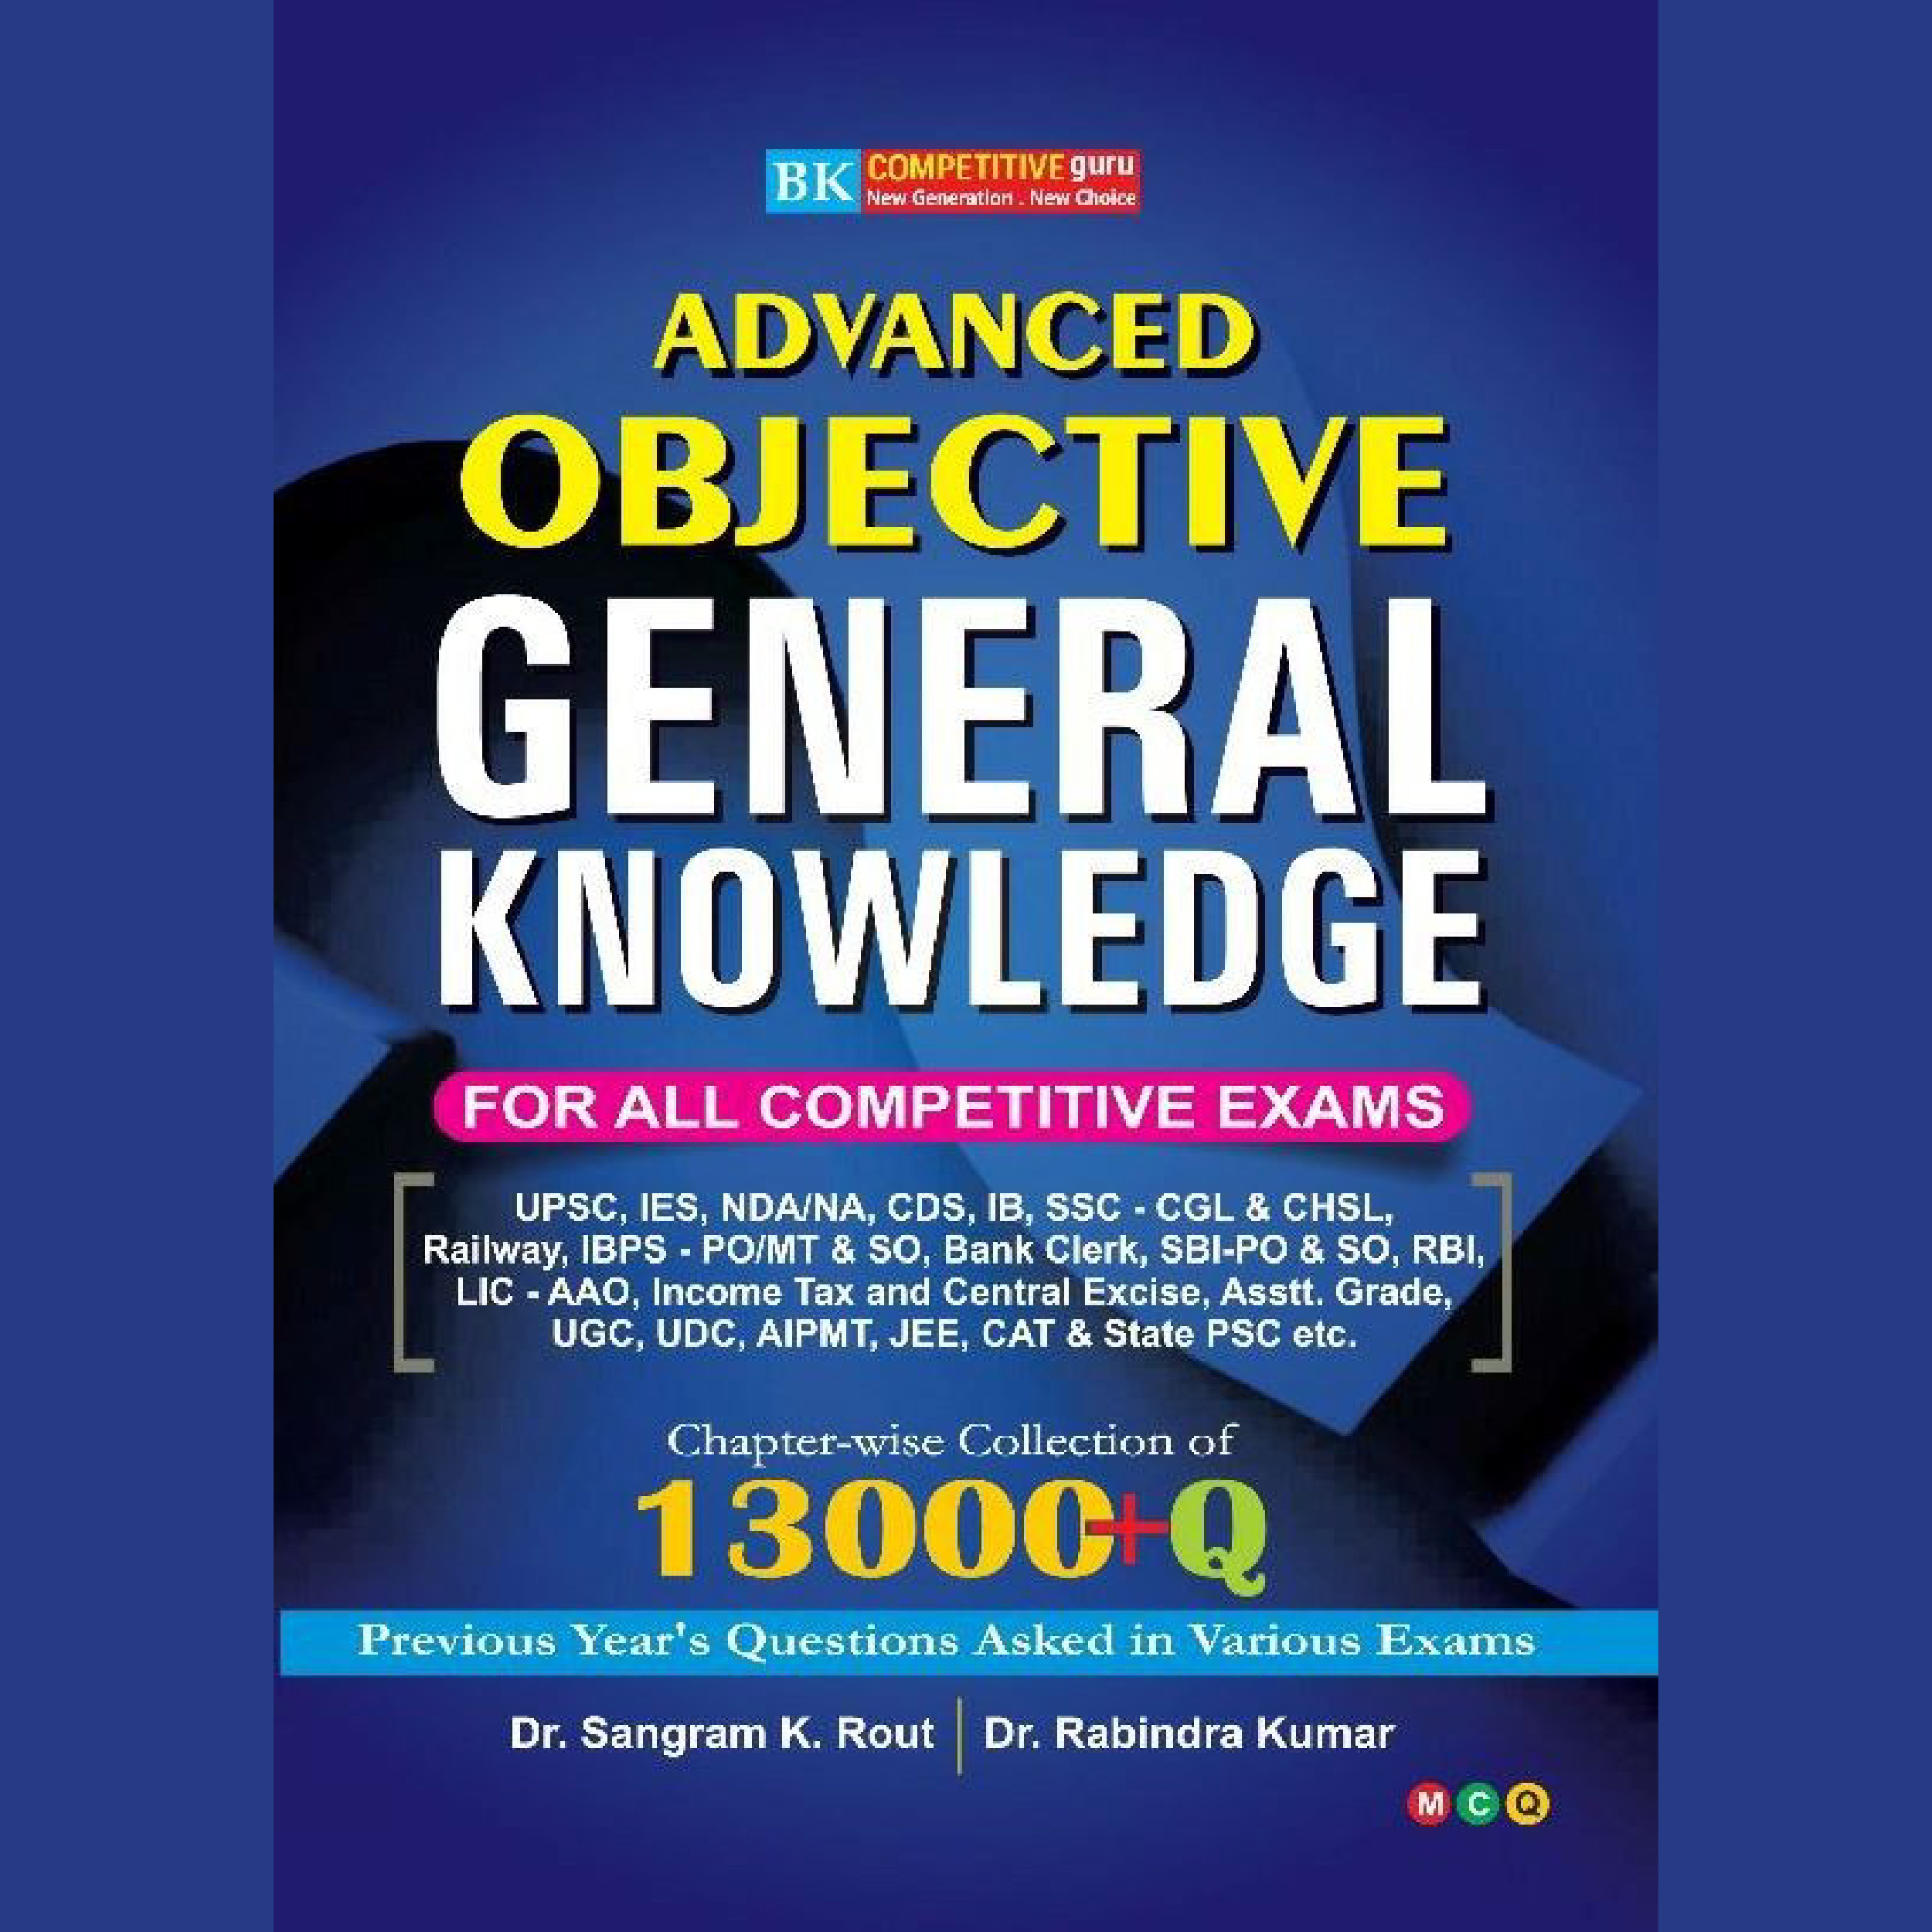 BK COMPETITIVE guru
New Generation . New Choice
ADVANCED
OBJECTIVE
GENERAL
KNOWLEDGE
FOR ALL COMPETITIVE EXAMS
UPSC, IES, NDA/NA, CDS, IB, SSC - CGL & CHSL,
Railway, IBPS - PO/MT & SO, Bank Clerk, SBI-PO & SO, RBI,
LIC - AAO, Income Tax and Central Excise, Asstt. Grade,
UGC, UDC, AIPMT, JEE, CAT & State PSC etc.
Chapter-wise Collection of
13000+Q
Previous Year's Questions Asked in Various Exams
Dr. Sangram K. Rout | Dr. Rabindra Kumar
MCQ